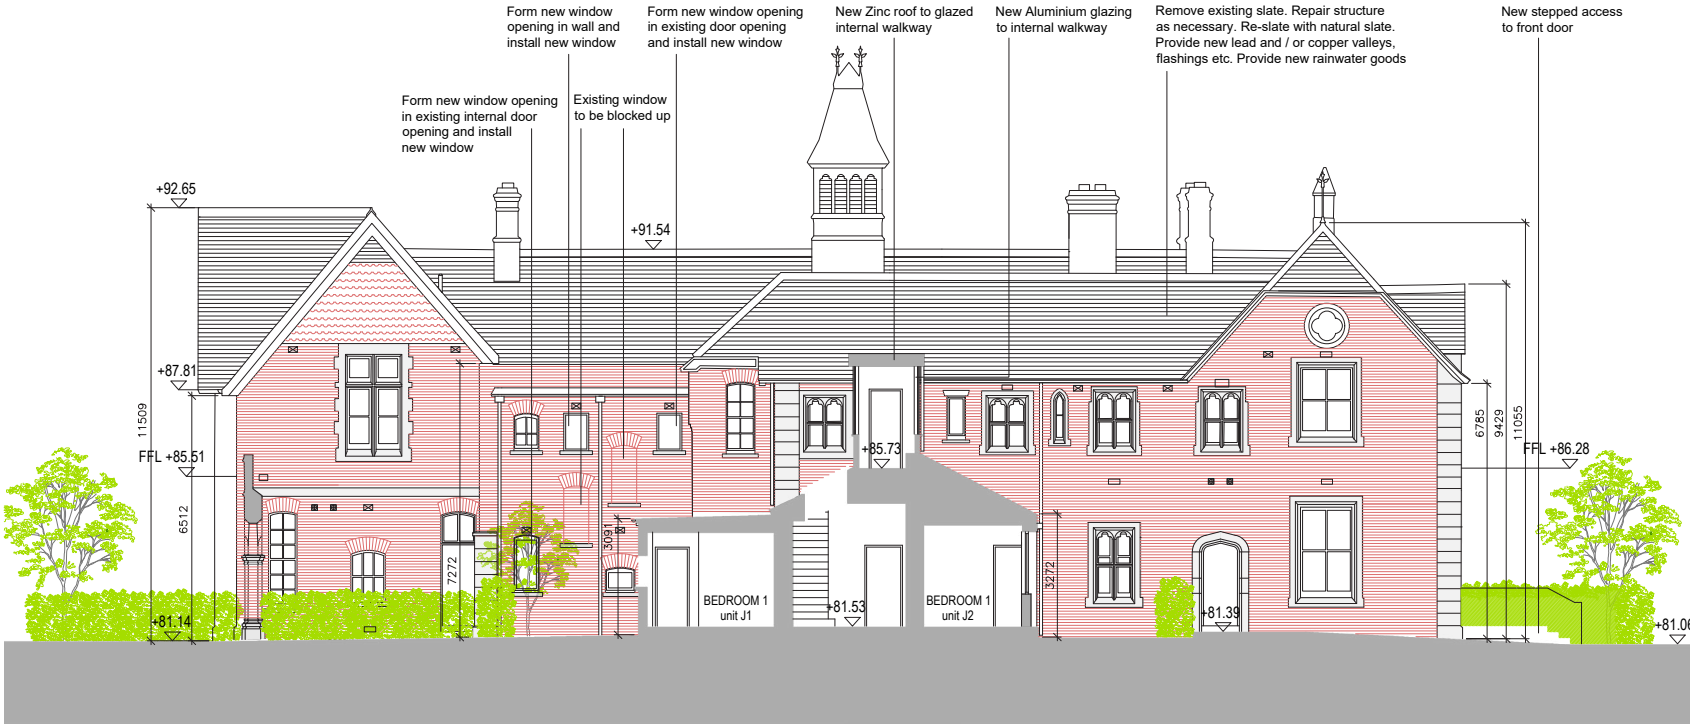 Form new window
opening in wall and
install new window
Form new window opening
in existing door opening
and install new window
New Zinc roof to glazed
internal walkway
New Aluminium glazing
to internal walkway
Remove existing slate. Repair structure
as necessary. Re-slate with natural slate.
Provide new lead and / or copper valleys,
flashings etc. Provide new rainwater goods
New stepped access
to front door
Form new window opening
in existing internal door
opening and install
new window
Existing window
to be blocked up
+92.65
+91.54
+87.81
11509
FFL +85.51
6512
+81.14
7272
3091
BEDROOM 1
unit J1
+85.73
+81.53
BEDROOM 1
unit J2
3272
+81.39
6785
9429
11055
FFL +86.28
+81.06